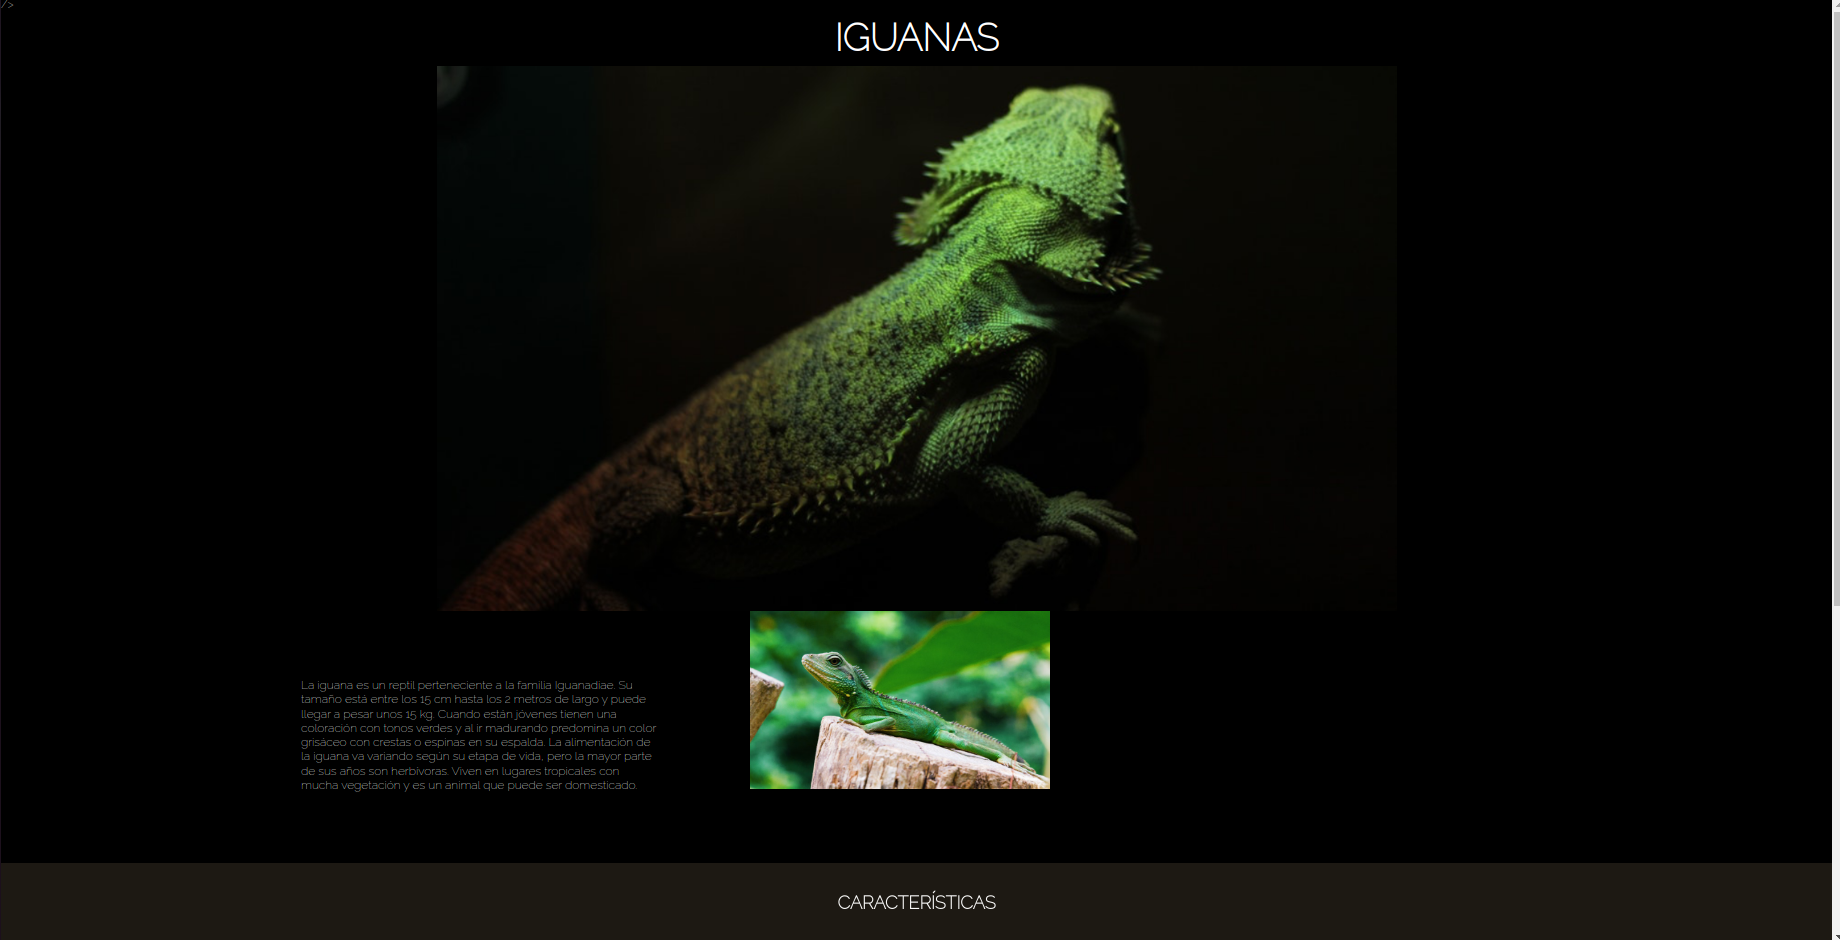 />
IGUANAS
La iguana es un reptil perteneciente a la familia Iguanadiae. Su
tamaño está entre los 15 cm hasta los 2 metros de largo y puede
llegar a pesar unos 15 kg. Cuando están jóvenes tienen una
coloración con tonos verdes y al ir madurando predomina un color
grisáceo con crestas o espinas en su espalda. La alimentación de
la iguana va variando según su etapa de vida, pero la mayor parte
de sus años son herbívoras. Viven en lugares tropicales con
mucha vegetación y es un animal que puede ser domesticado.
CARACTERÍSTICAS